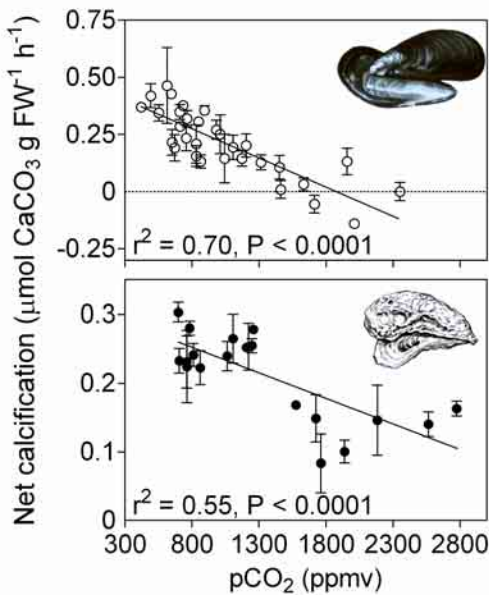 Net calcification (μmol CaCO3 g FW-1 h-1)
0.75
0.50
0.25
0
-0.25
r2 = 0.70, P < 0.0001
0.3
0.2
0.1
0
r2 = 0.55, P < 0.0001
300 800 1300 1800 2300 2800
pCO2 (ppmv)